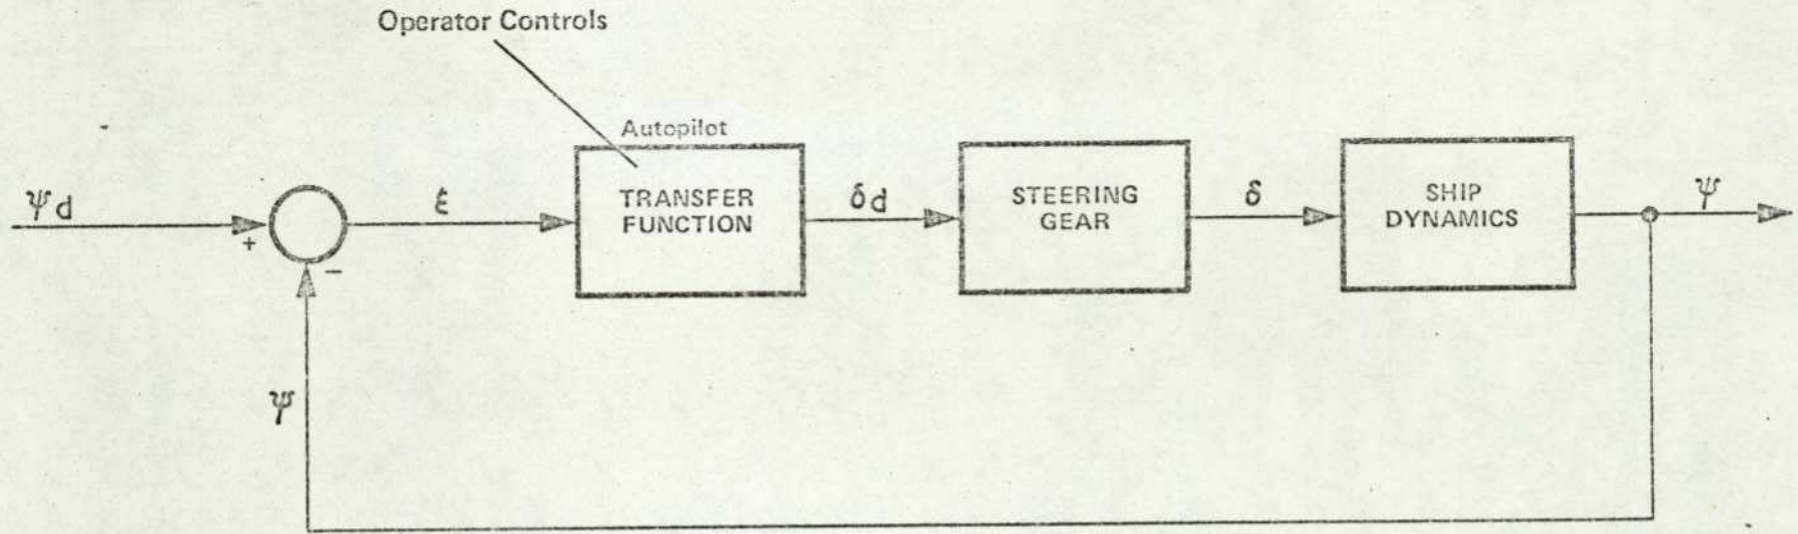 Operator Controls
Autopilot
ψd
+
−
ξ
TRANSFER
FUNCTION
δd
STEERING
GEAR
δ
SHIP
DYNAMICS
ψ
ψ